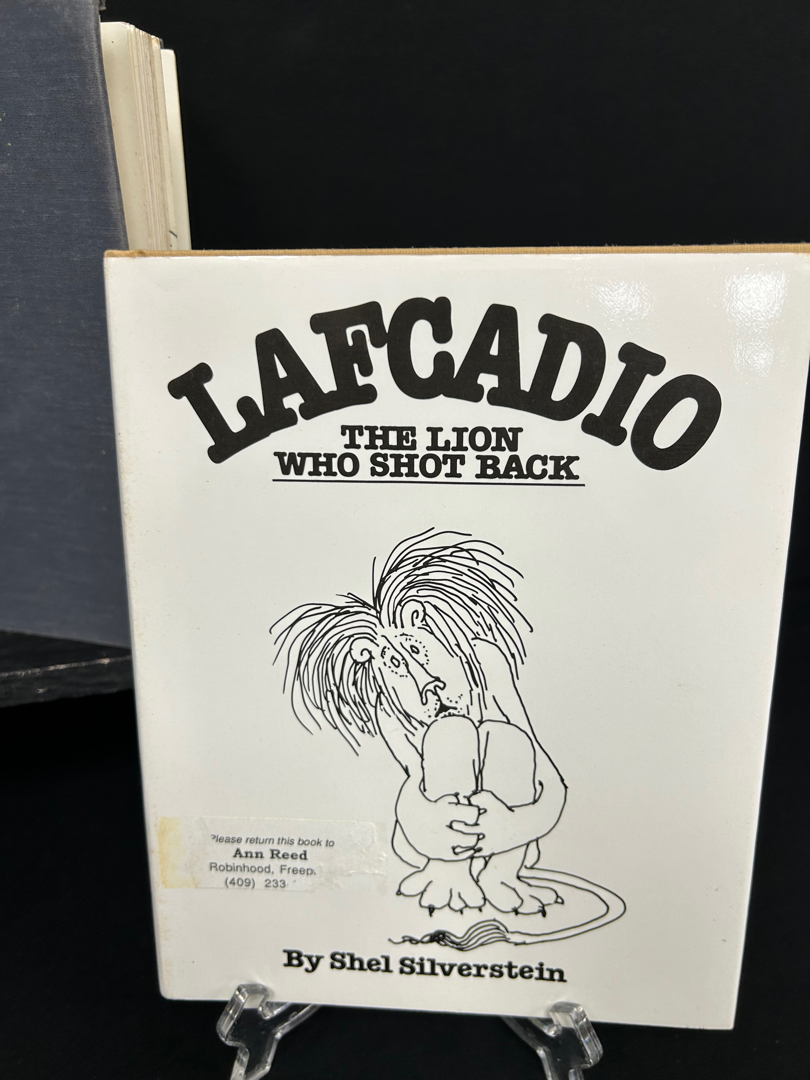 LAFCADIO
THE LION
WHO SHOT BACK
Please return this book to
Ann Reed
Robinhood, Freep
(409) 233
By Shel Silverstein